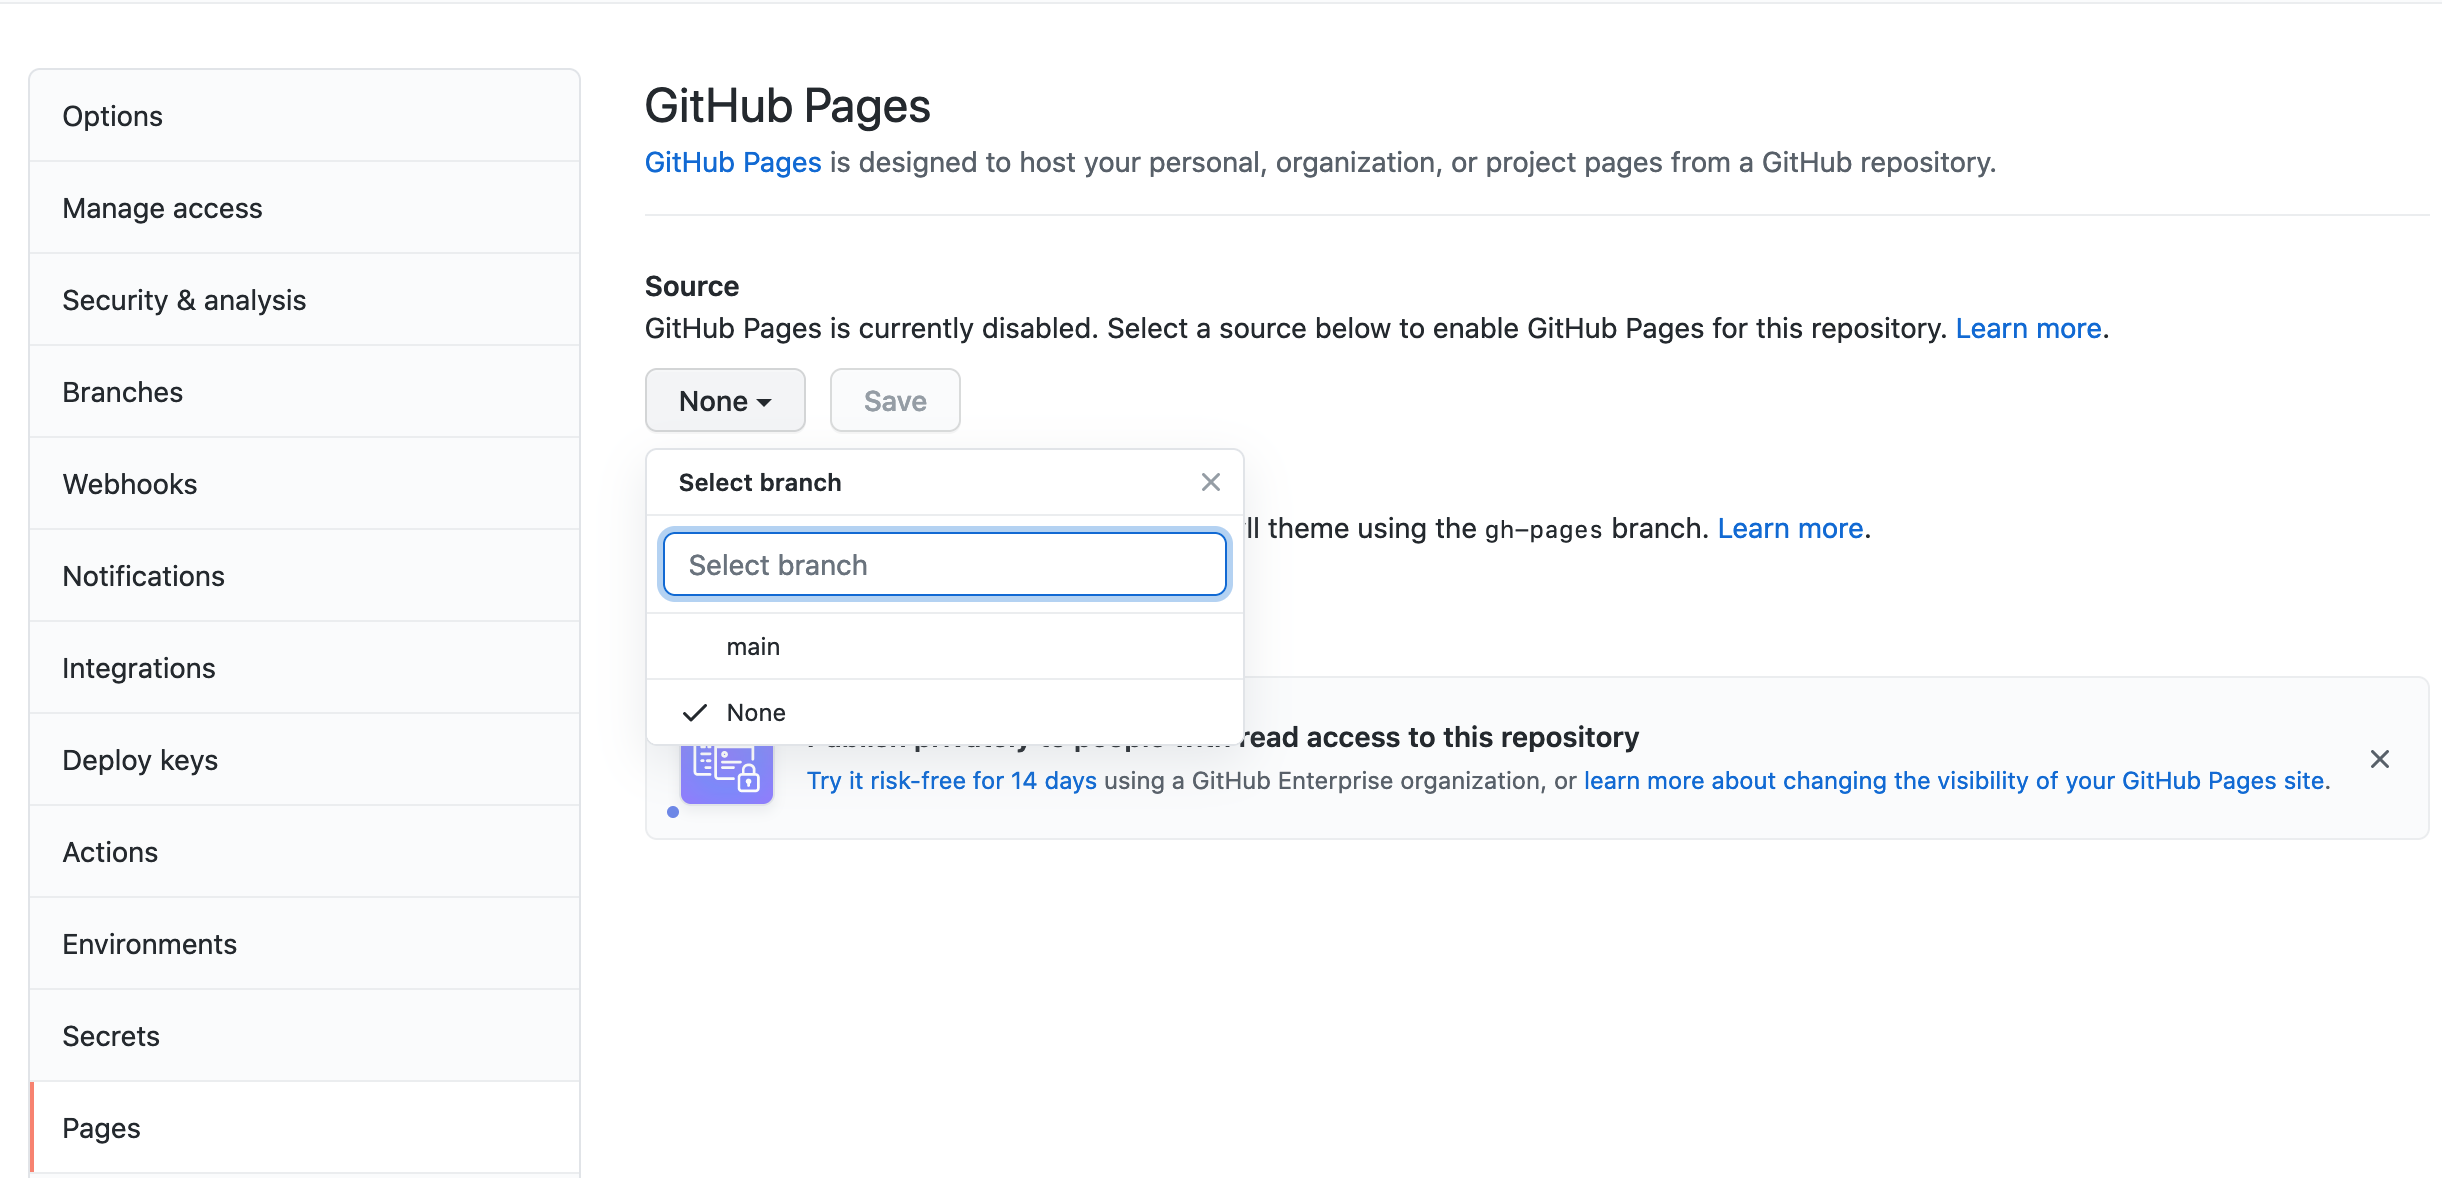 Options
Manage access
Security & analysis
Branches
Webhooks
Notifications
Integrations
Deploy keys
Actions
Environments
Secrets
Pages
GitHub Pages
GitHub Pages is designed to host your personal, organization, or project pages from a GitHub repository.
Source
GitHub Pages is currently disabled. Select a source below to enable GitHub Pages for this repository. Learn more.
None
Save
Select branch
Select branch
main
None
theme using the gh-pages branch. Learn more.
read access to this repository
Try it risk-free for 14 days using a GitHub Enterprise organization, or learn more about changing the visibility of your GitHub Pages site.